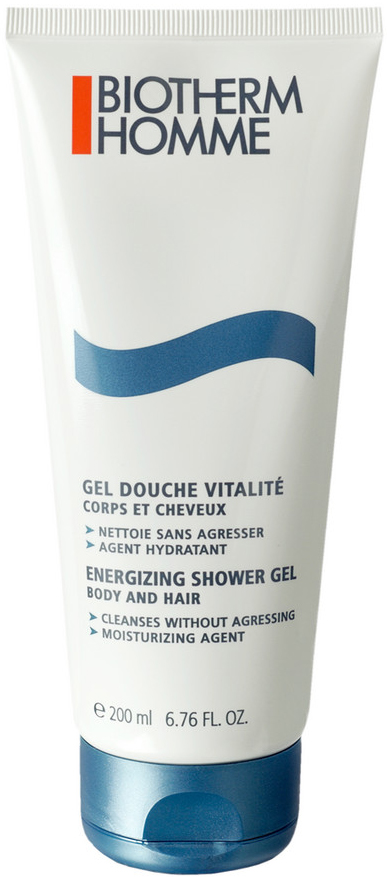 BIOTHERM
HOMME
GEL DOUCHE VITALITÉ
CORPS ET CHEVEUX
➤ NETTOIE SANS AGRESSER
➤ AGENT HYDRATANT
ENERGIZING SHOWER GEL
BODY AND HAIR
➤ CLEANSES WITHOUT AGRESSING
➤ MOISTURIZING AGENT
℮ 200 ml 6.76 FL. OZ.